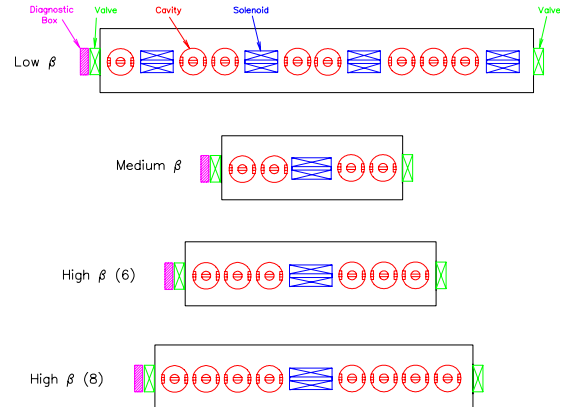 Diagnostic
Box
Valve
Cavity
Solenoid
Valve
Low β
Medium β
High β (6)
High β (8)